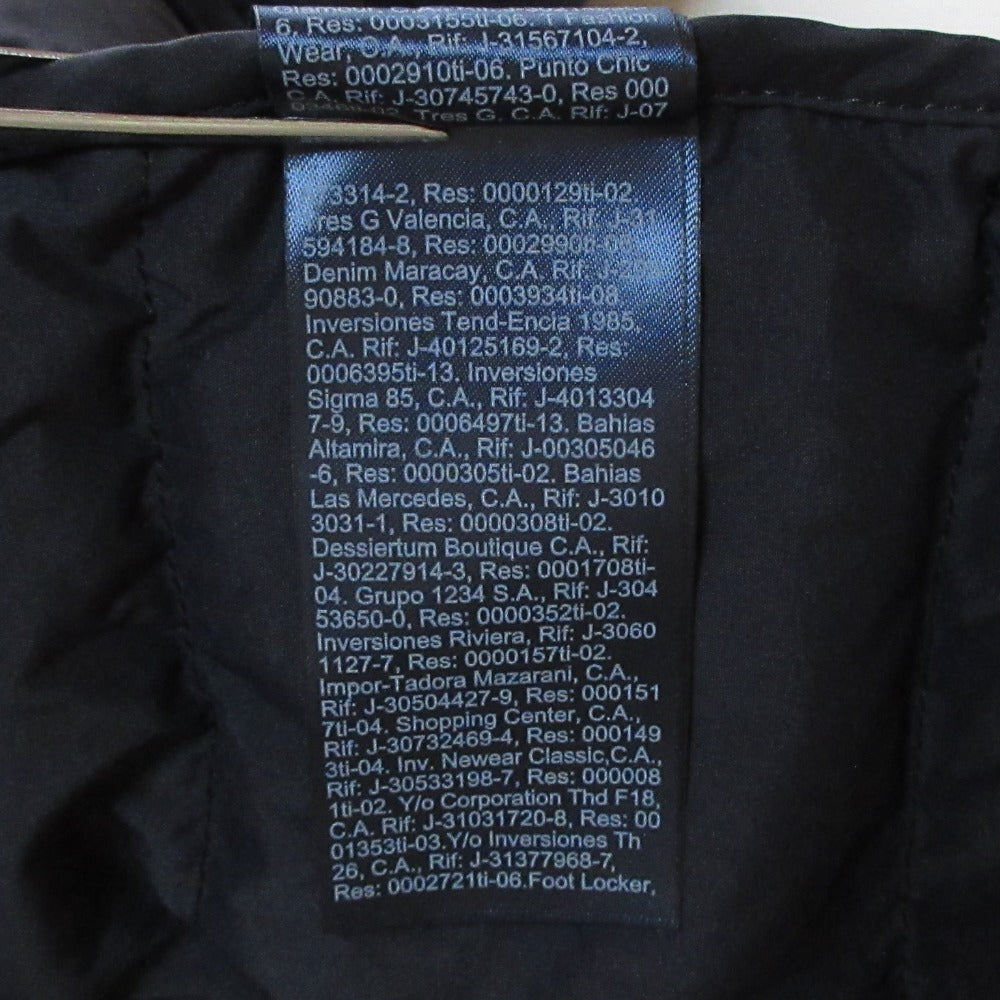 6, Res: 0003155ti-06. T Fashion
Wear, C.A., Rif: J-31567104-2,
Res: 0002910ti-06. Punto Chic
C.A. Rif: J-30745743-0, Res 000
Tres G. C.A. Rif: J-07
3314-2, Res: 0000129ti-02.
Tres G Valencia, C.A. Rif: J-31
594184-8, Res:
Denim Maracay, C.A. Rif:
90883-0, Res: 0003934ti-08
Inversiones Tend-Encia 1985,
C.A. Rif: J-40125169-2, Res:
0006395ti-13. Inversiones
Sigma 85, C.A., Rif: J-4013304
7-9, Res: 0006497ti-13. Bahias
Altamira, C.A., Rif: J-00305046
-6, Res: 0000305ti-02. Bahias
Las Mercedes, C.A., Rif: J-3010
3031-1, Res: 0000308ti-02.
Dessiertum Boutique C.A., Rif:
J-30227914-3, Res: 0001708ti-
04. Grupo 1234 S.A., Rif: J-304
53650-0, Res: 0000352ti-02.
Inversiones Riviera, Rif: J-3060
1127-7, Res: 0000157ti-02.
Impor-Tadora Mazarani, C.A.,
Rif: J-30504427-9, Res: 000151
7ti-04. Shopping Center, C.A.,
Rif: J-30732469-4, Res: 000149
3ti-04. Inv. Newear Classic,C.A.,
Rif: J-30533198-7, Res: 000008
1ti-02. Y/o Corporation Thd F18,
C.A. Rif: J-31031720-8, Res: 00
01353ti-03.Y/o Inversiones Th
26, C.A., Rif: J-31377968-7,
Res: 0002721ti-06.Foot Locker,